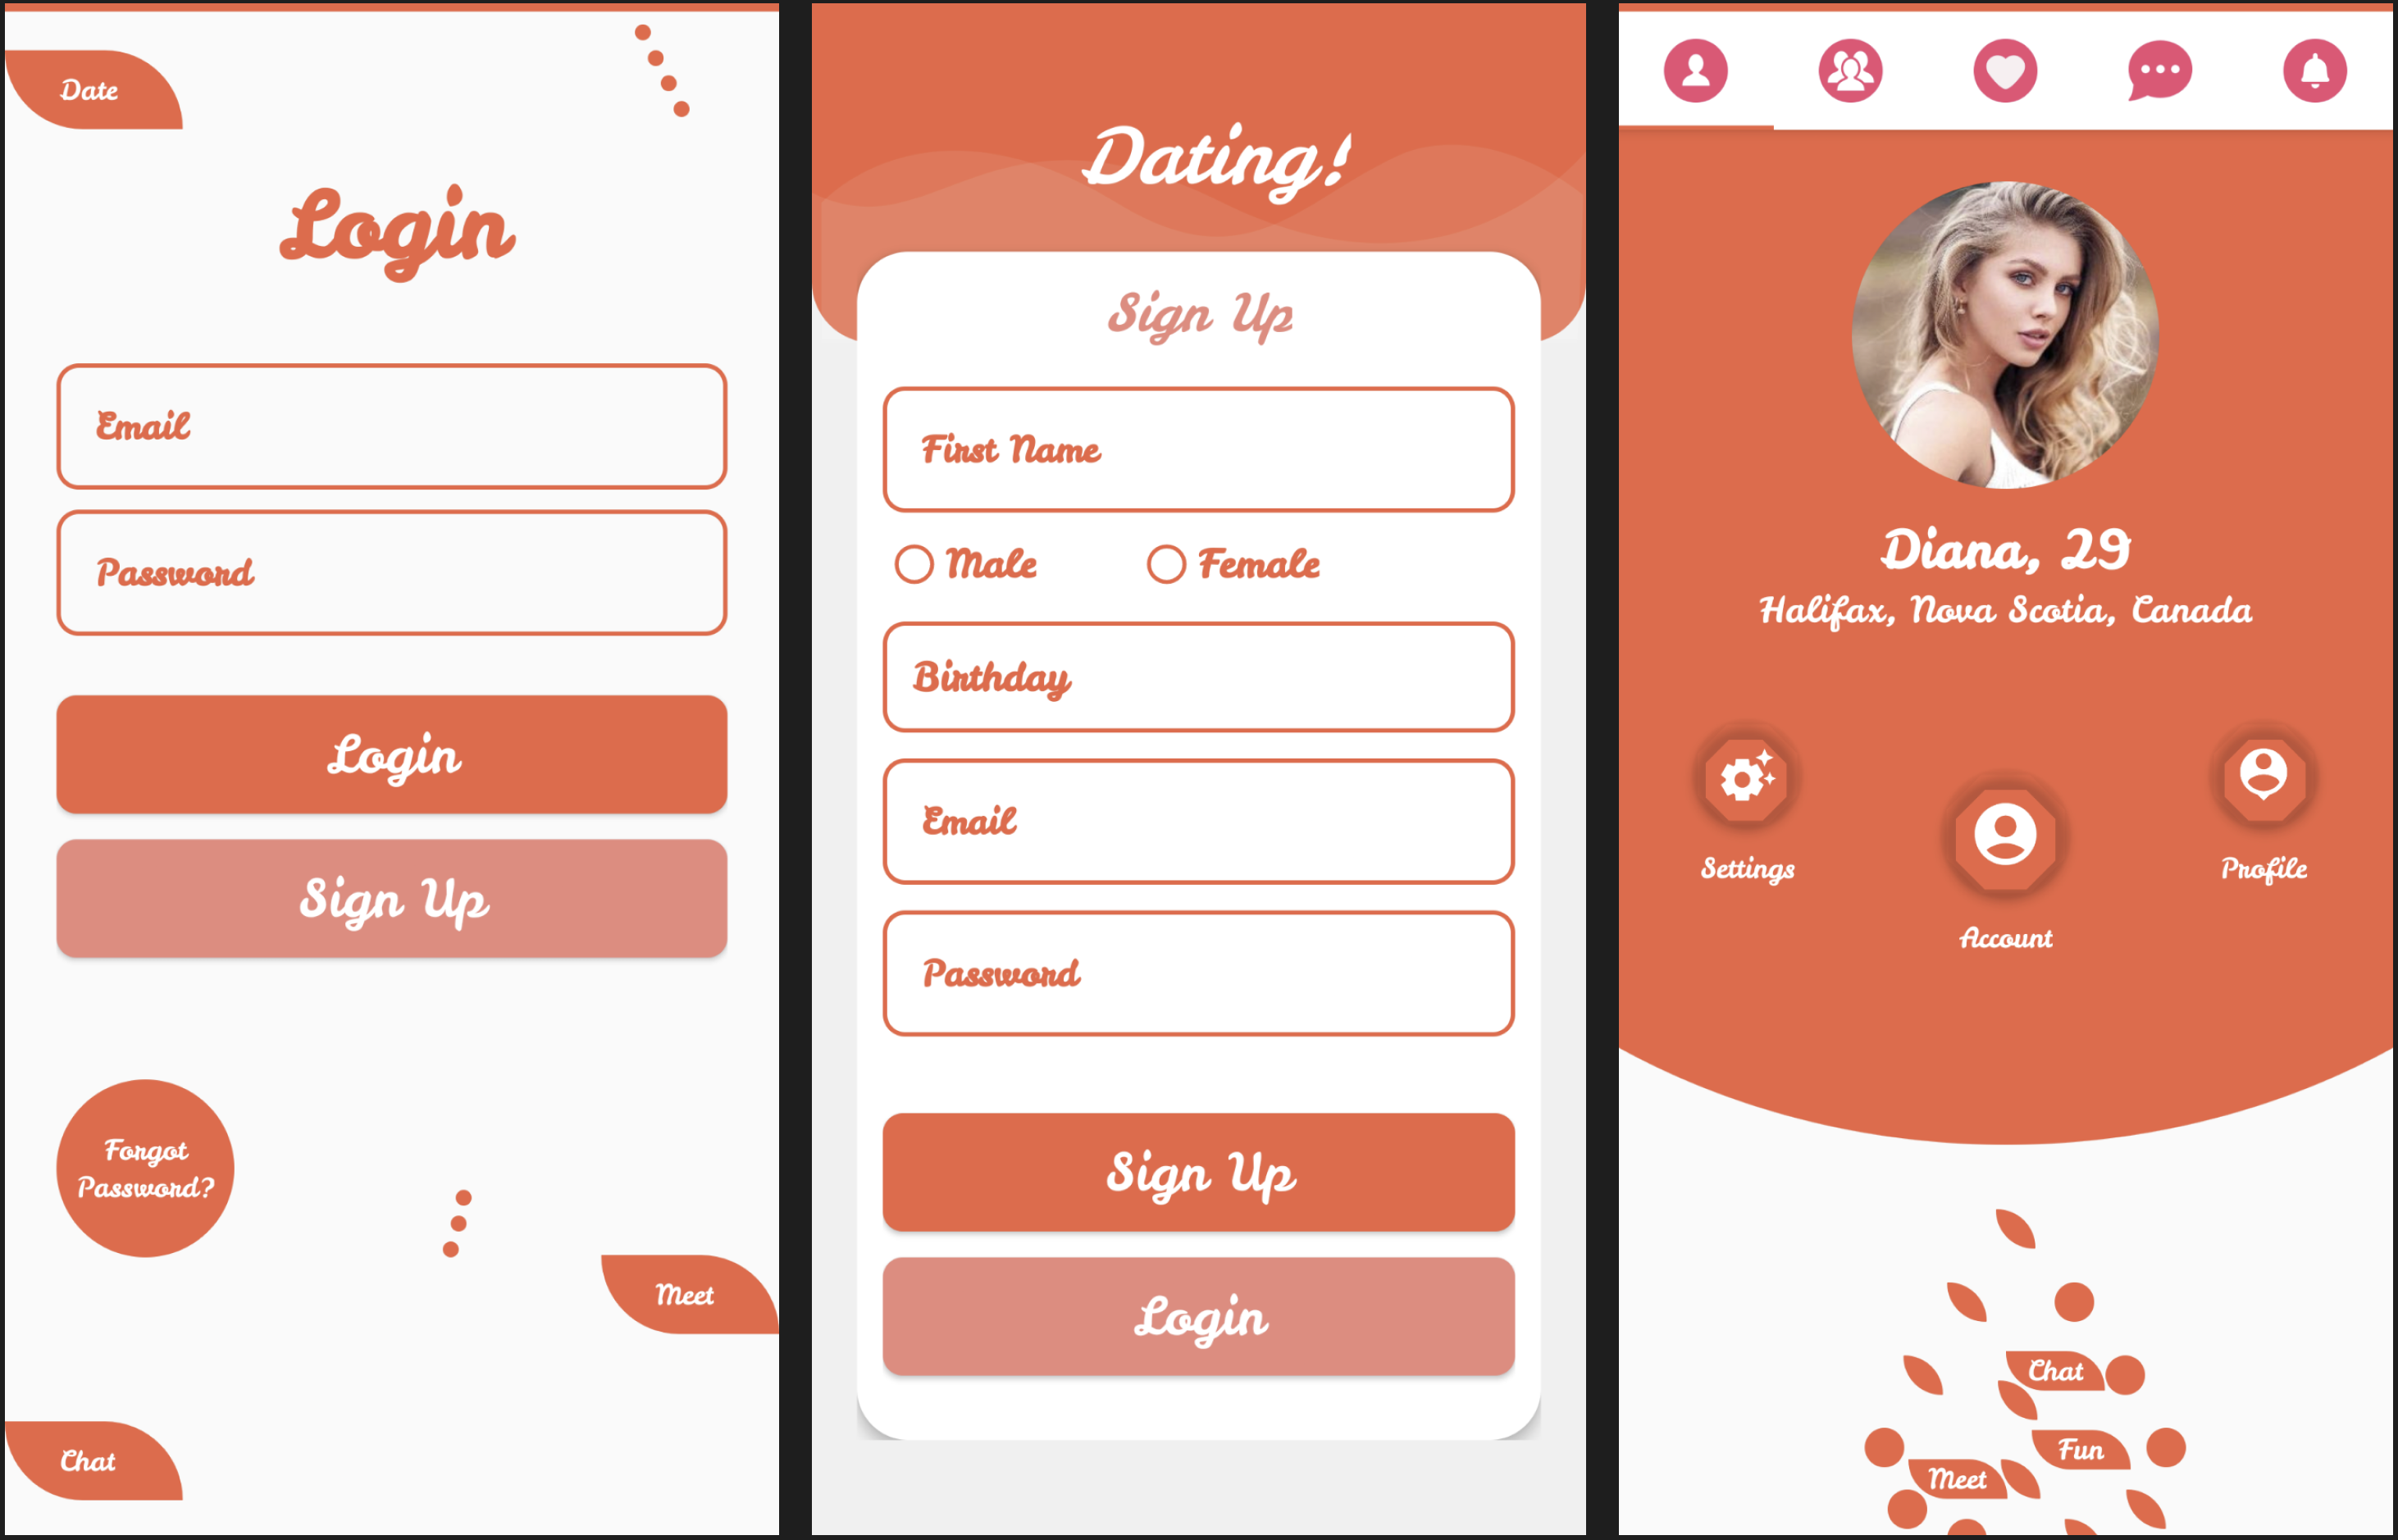 Date
Login
Email
Password
Login
Sign Up
Forgot
Password?
Meet
Chat
Dating!
Sign Up
First Name
Male
Female
Birthday
Email
Password
Sign Up
Login
Diana, 29
Halifax, Nova Scotia, Canada
Settings
Profile
Account
Chat
Fun
Meet